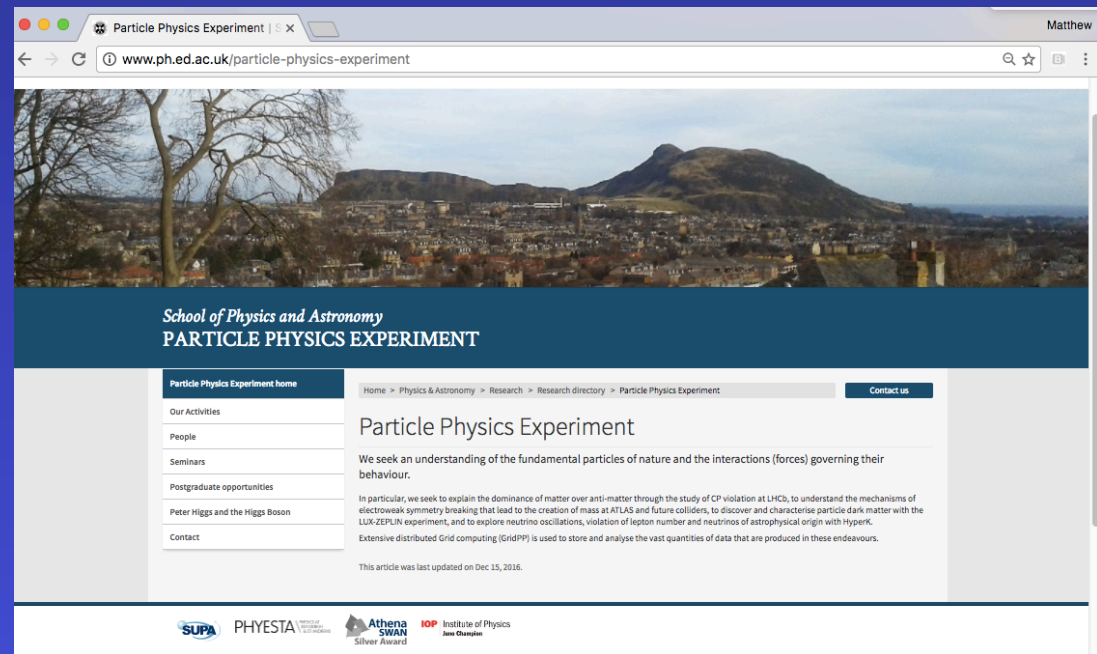 Particle Physics Experiment | S
Matthew
www.ph.ed.ac.uk/particle-physics-experiment
School of Physics and Astronomy
PARTICLE PHYSICS EXPERIMENT
Particle Physics Experiment home
Our Activities
People
Seminars
Postgraduate opportunities
Peter Higgs and the Higgs Boson
Contact
Home > Physics & Astronomy > Research > Research directory > Particle Physics Experiment
Contact us
Particle Physics Experiment
We seek an understanding of the fundamental particles of nature and the interactions (forces) governing their
behaviour.
In particular, we seek to explain the dominance of matter over anti-matter through the study of CP violation at LHCb, to understand the mechanisms of
electroweak symmetry breaking that lead to the creation of mass at ATLAS and future colliders, to discover and characterise particle dark matter with the
LUX-ZEPLIN experiment, and to explore neutrino oscillations, violation of lepton number and neutrinos of astrophysical origin with HyperK.
Extensive distributed Grid computing (GridPP) is used to store and analyse the vast quantities of data that are produced in these endeavours.
This article was last updated on Dec 15, 2016.
SUPA
PHYESTA
Athena
SWAN
Silver Award
IOP Institute of Physics
Juno Champion